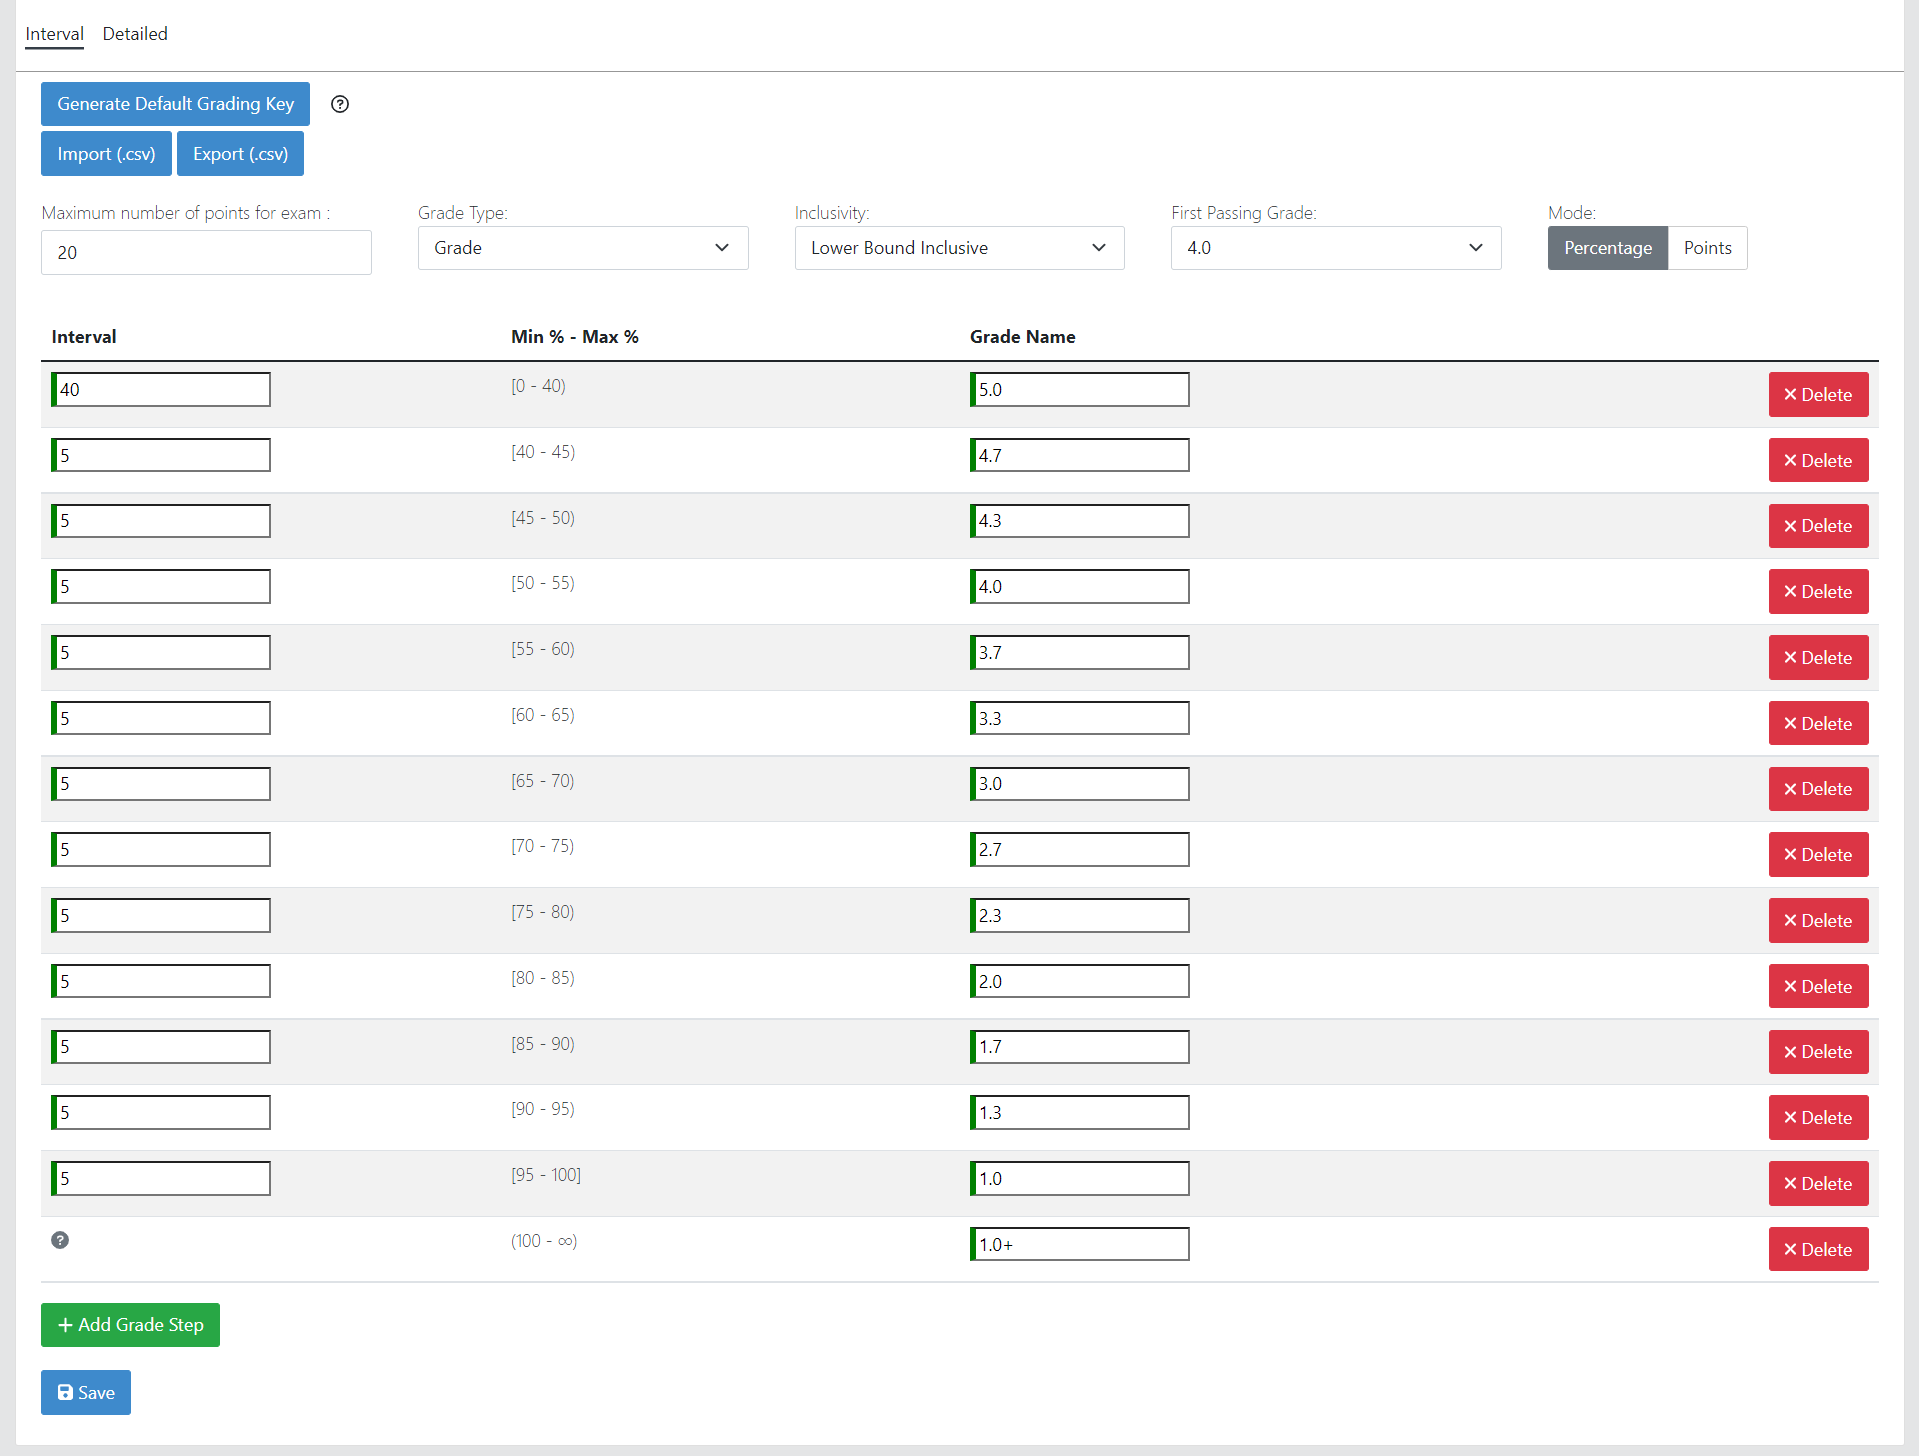 Interval Detailed
Generate Default Grading Key ?
Import (.csv) Export (.csv)
Maximum number of points for exam : Grade Type: Inclusivity: First Passing Grade: Mode:
20 Grade Lower Bound Inclusive 4.0 Percentage Points
Interval Min % - Max % Grade Name
40 [0 - 40) 5.0 Delete
5 [40 - 45) 4.7 Delete
5 [45 - 50) 4.3 Delete
5 [50 - 55) 4.0 Delete
5 [55 - 60) 3.7 Delete
5 [60 - 65) 3.3 Delete
5 [65 - 70) 3.0 Delete
5 [70 - 75) 2.7 Delete
5 [75 - 80) 2.3 Delete
5 [80 - 85) 2.0 Delete
5 [85 - 90) 1.7 Delete
5 [90 - 95) 1.3 Delete
5 [95 - 100] 1.0 Delete
? (100 - ∞) 1.0+ Delete
+ Add Grade Step
Save